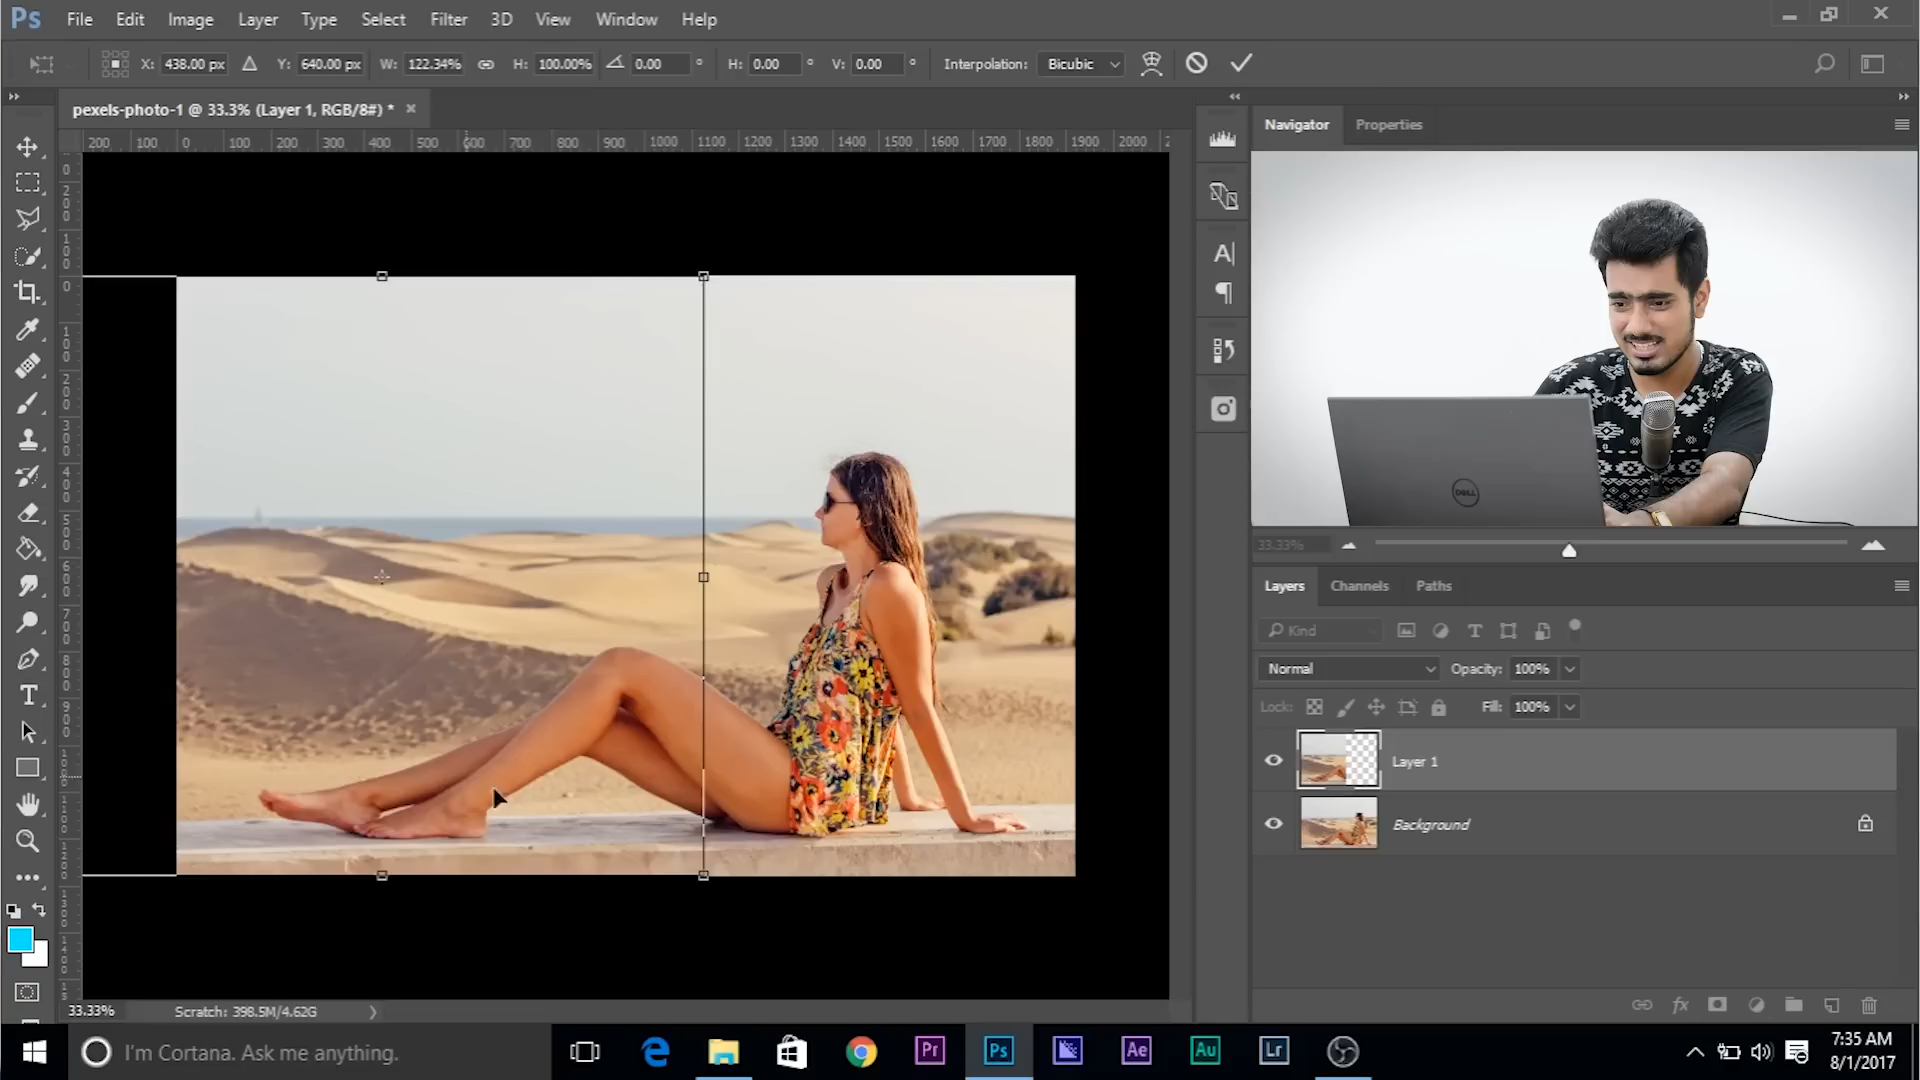 Ps File Edit Image Layer Type Select Filter 3D View Window Help
X: 438.00 px Y: 640.00 px W: 122.34% H: 100.00% 0.00 ° H: 0.00 ° V: 0.00 ° Interpolation: Bicubic
pexels-photo-1 @ 33.3% (Layer 1, RGB/8#) *
200 100 0 100 200 300 400 500 600 700 800 900 1000 1100 1200 1300 1400 1500 1600 1700 1800 1900 2000
Navigator Properties
DELL
33.33%
Layers Channels Paths
Kind
Normal Opacity: 100%
Lock: Fill: 100%
Layer 1
Background
33.33% Scratch: 398.5M/4.62G
I'm Cortana. Ask me anything.
Pr Ps Ae Au Lr
7:35 AM
8/1/2017